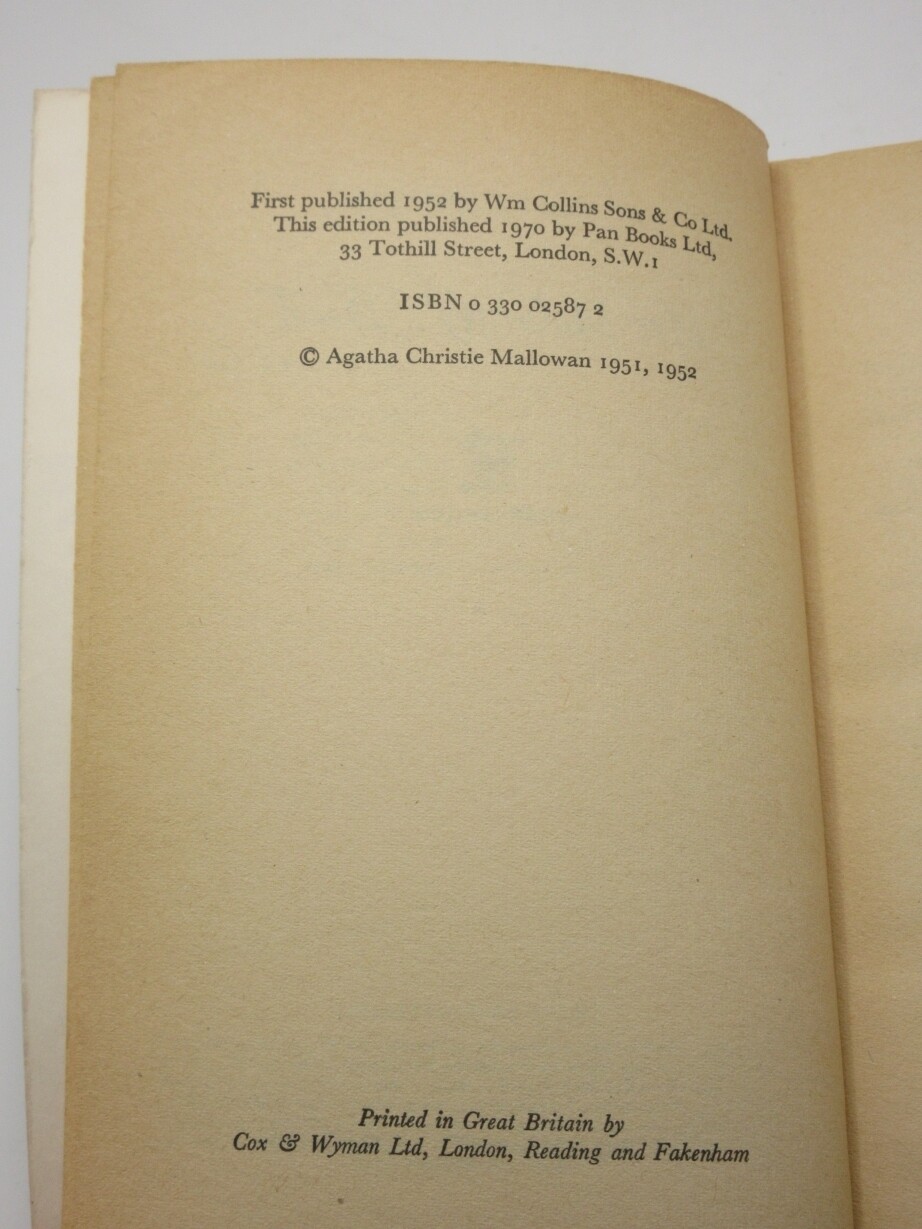 First published 1952 by Wm Collins Sons & Co Ltd.
This edition published 1970 by Pan Books Ltd,
33 Tothill Street, London, S.W.1
ISBN 0 330 02587 2
© Agatha Christie Mallowan 1951, 1952
Printed in Great Britain by
Cox & Wyman Ltd, London, Reading and Fakenham